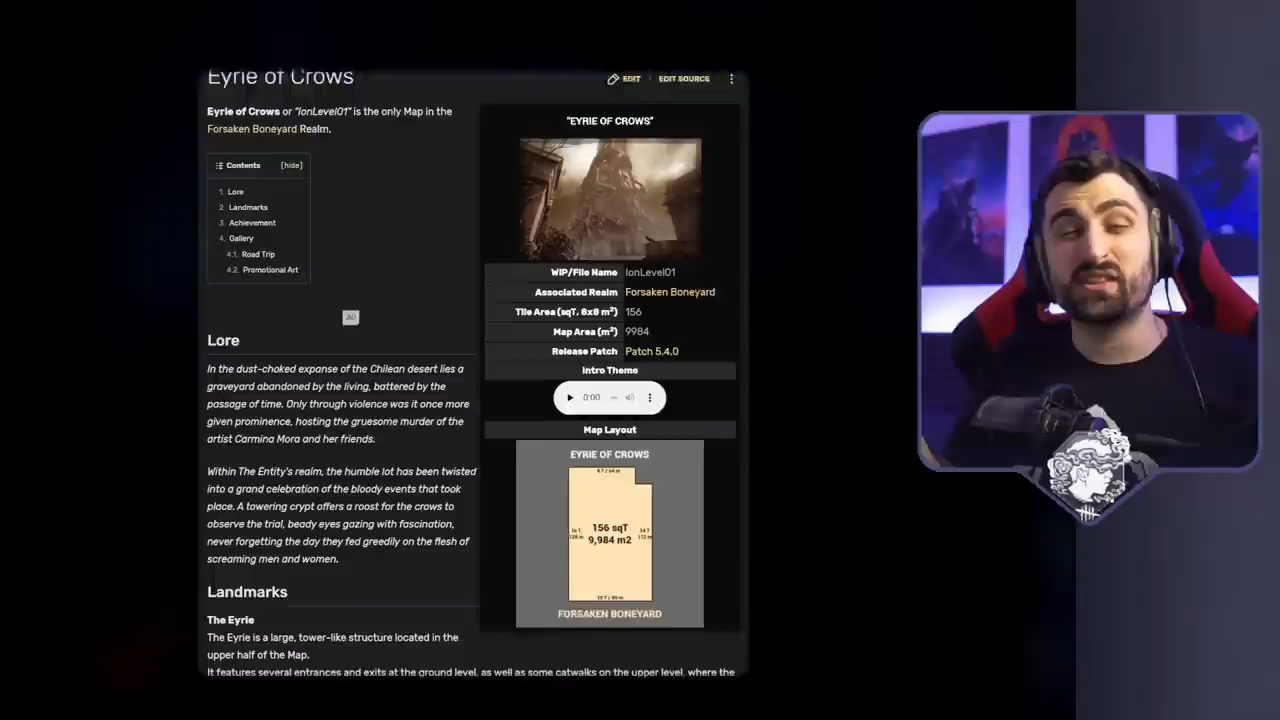 Eyrie of Crows
EDIT
EDIT SOURCE
Eyrie of Crows or "IonLevel01" is the only Map in the
Forsaken Boneyard Realm.
Contents [hide]
1. Lore
2. Landmarks
3. Achievement
4. Gallery
4.1. Road Trip
4.2. Promotional Art
AD
Lore
In the dust-choked expanse of the Chilean desert lies a
graveyard abandoned by the living, battered by the
passage of time. Only through violence was it once more
given prominence, hosting the gruesome murder of the
artist Carmina Mora and her friends.
Within The Entity's realm, the humble lot has been twisted
into a grand celebration of the bloody events that took
place. A towering crypt offers a roost for the crows to
observe the trial, beady eyes gazing with fascination,
never forgetting the day they fed greedily on the flesh of
screaming men and women.
Landmarks
The Eyrie
The Eyrie is a large, tower-like structure located in the
upper half of the Map.
It features several entrances and exits at the ground level, as well as some catwalks on the upper level, where the
"EYRIE OF CROWS"
WIP/File Name IonLevel01
Associated Realm Forsaken Boneyard
Tile Area (sqT, 8x8 m²) 156
Map Area (m²) 9984
Release Patch Patch 5.4.0
Intro Theme
0:00
Map Layout
EYRIE OF CROWS
156 sqT
9,984 m2
FORSAKEN BONEYARD